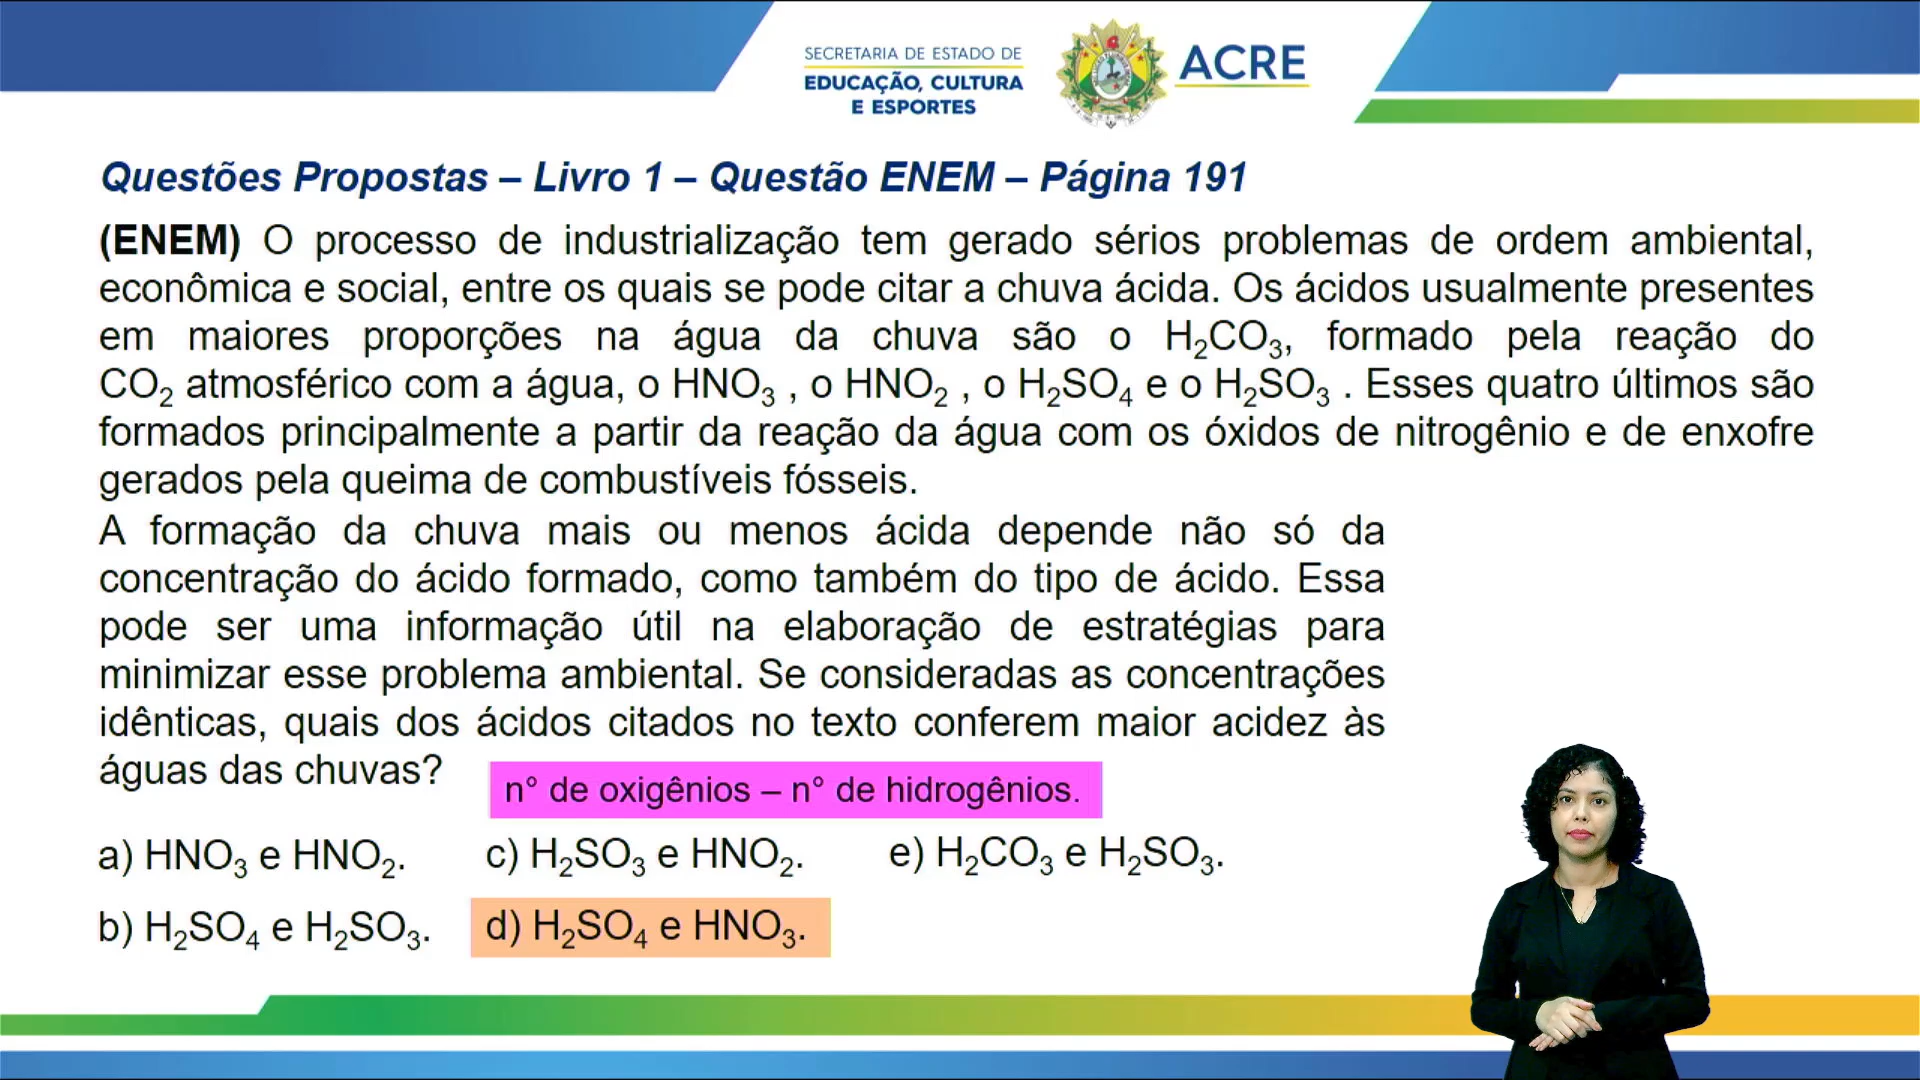 SECRETARIA DE ESTADO DE
EDUCAÇÃO, CULTURA
E ESPORTES
ACRE
Questões Propostas – Livro 1 – Questão ENEM – Página 191
(ENEM) O processo de industrialização tem gerado sérios problemas de ordem ambiental,
econômica e social, entre os quais se pode citar a chuva ácida. Os ácidos usualmente presentes
em maiores proporções na água da chuva são o H₂CO₃, formado pela reação do
CO₂ atmosférico com a água, o HNO₃ , o HNO₂ , o H₂SO₄ e o H₂SO₃ . Esses quatro últimos são
formados principalmente a partir da reação da água com os óxidos de nitrogênio e de enxofre
gerados pela queima de combustíveis fósseis.
A formação da chuva mais ou menos ácida depende não só da
concentração do ácido formado, como também do tipo de ácido. Essa
pode ser uma informação útil na elaboração de estratégias para
minimizar esse problema ambiental. Se consideradas as concentrações
idênticas, quais dos ácidos citados no texto conferem maior acidez às
águas das chuvas?
n° de oxigênios – n° de hidrogênios.
a) HNO₃ e HNO₂.
c) H₂SO₃ e HNO₂.
e) H₂CO₃ e H₂SO₃.
b) H₂SO₄ e H₂SO₃.
d) H₂SO₄ e HNO₃.